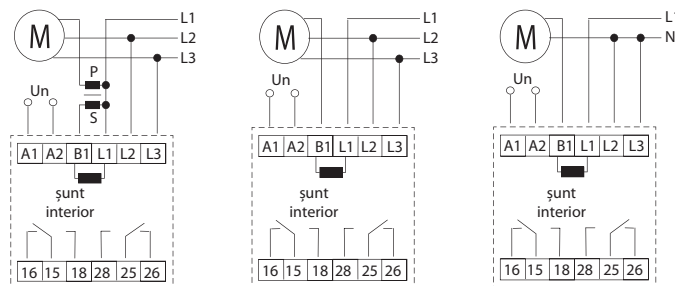 M L1
L2
L3
P
Un
S
A1 A2 B1 L1 L2 L3
șunt
interior
16 15 18 28 25 26
M L1
L2
L3
Un
A1 A2 B1 L1 L2 L3
șunt
interior
16 15 18 28 25 26
M L1
N
Un
A1 A2 B1 L1 L2 L3
șunt
interior
16 15 18 28 25 26